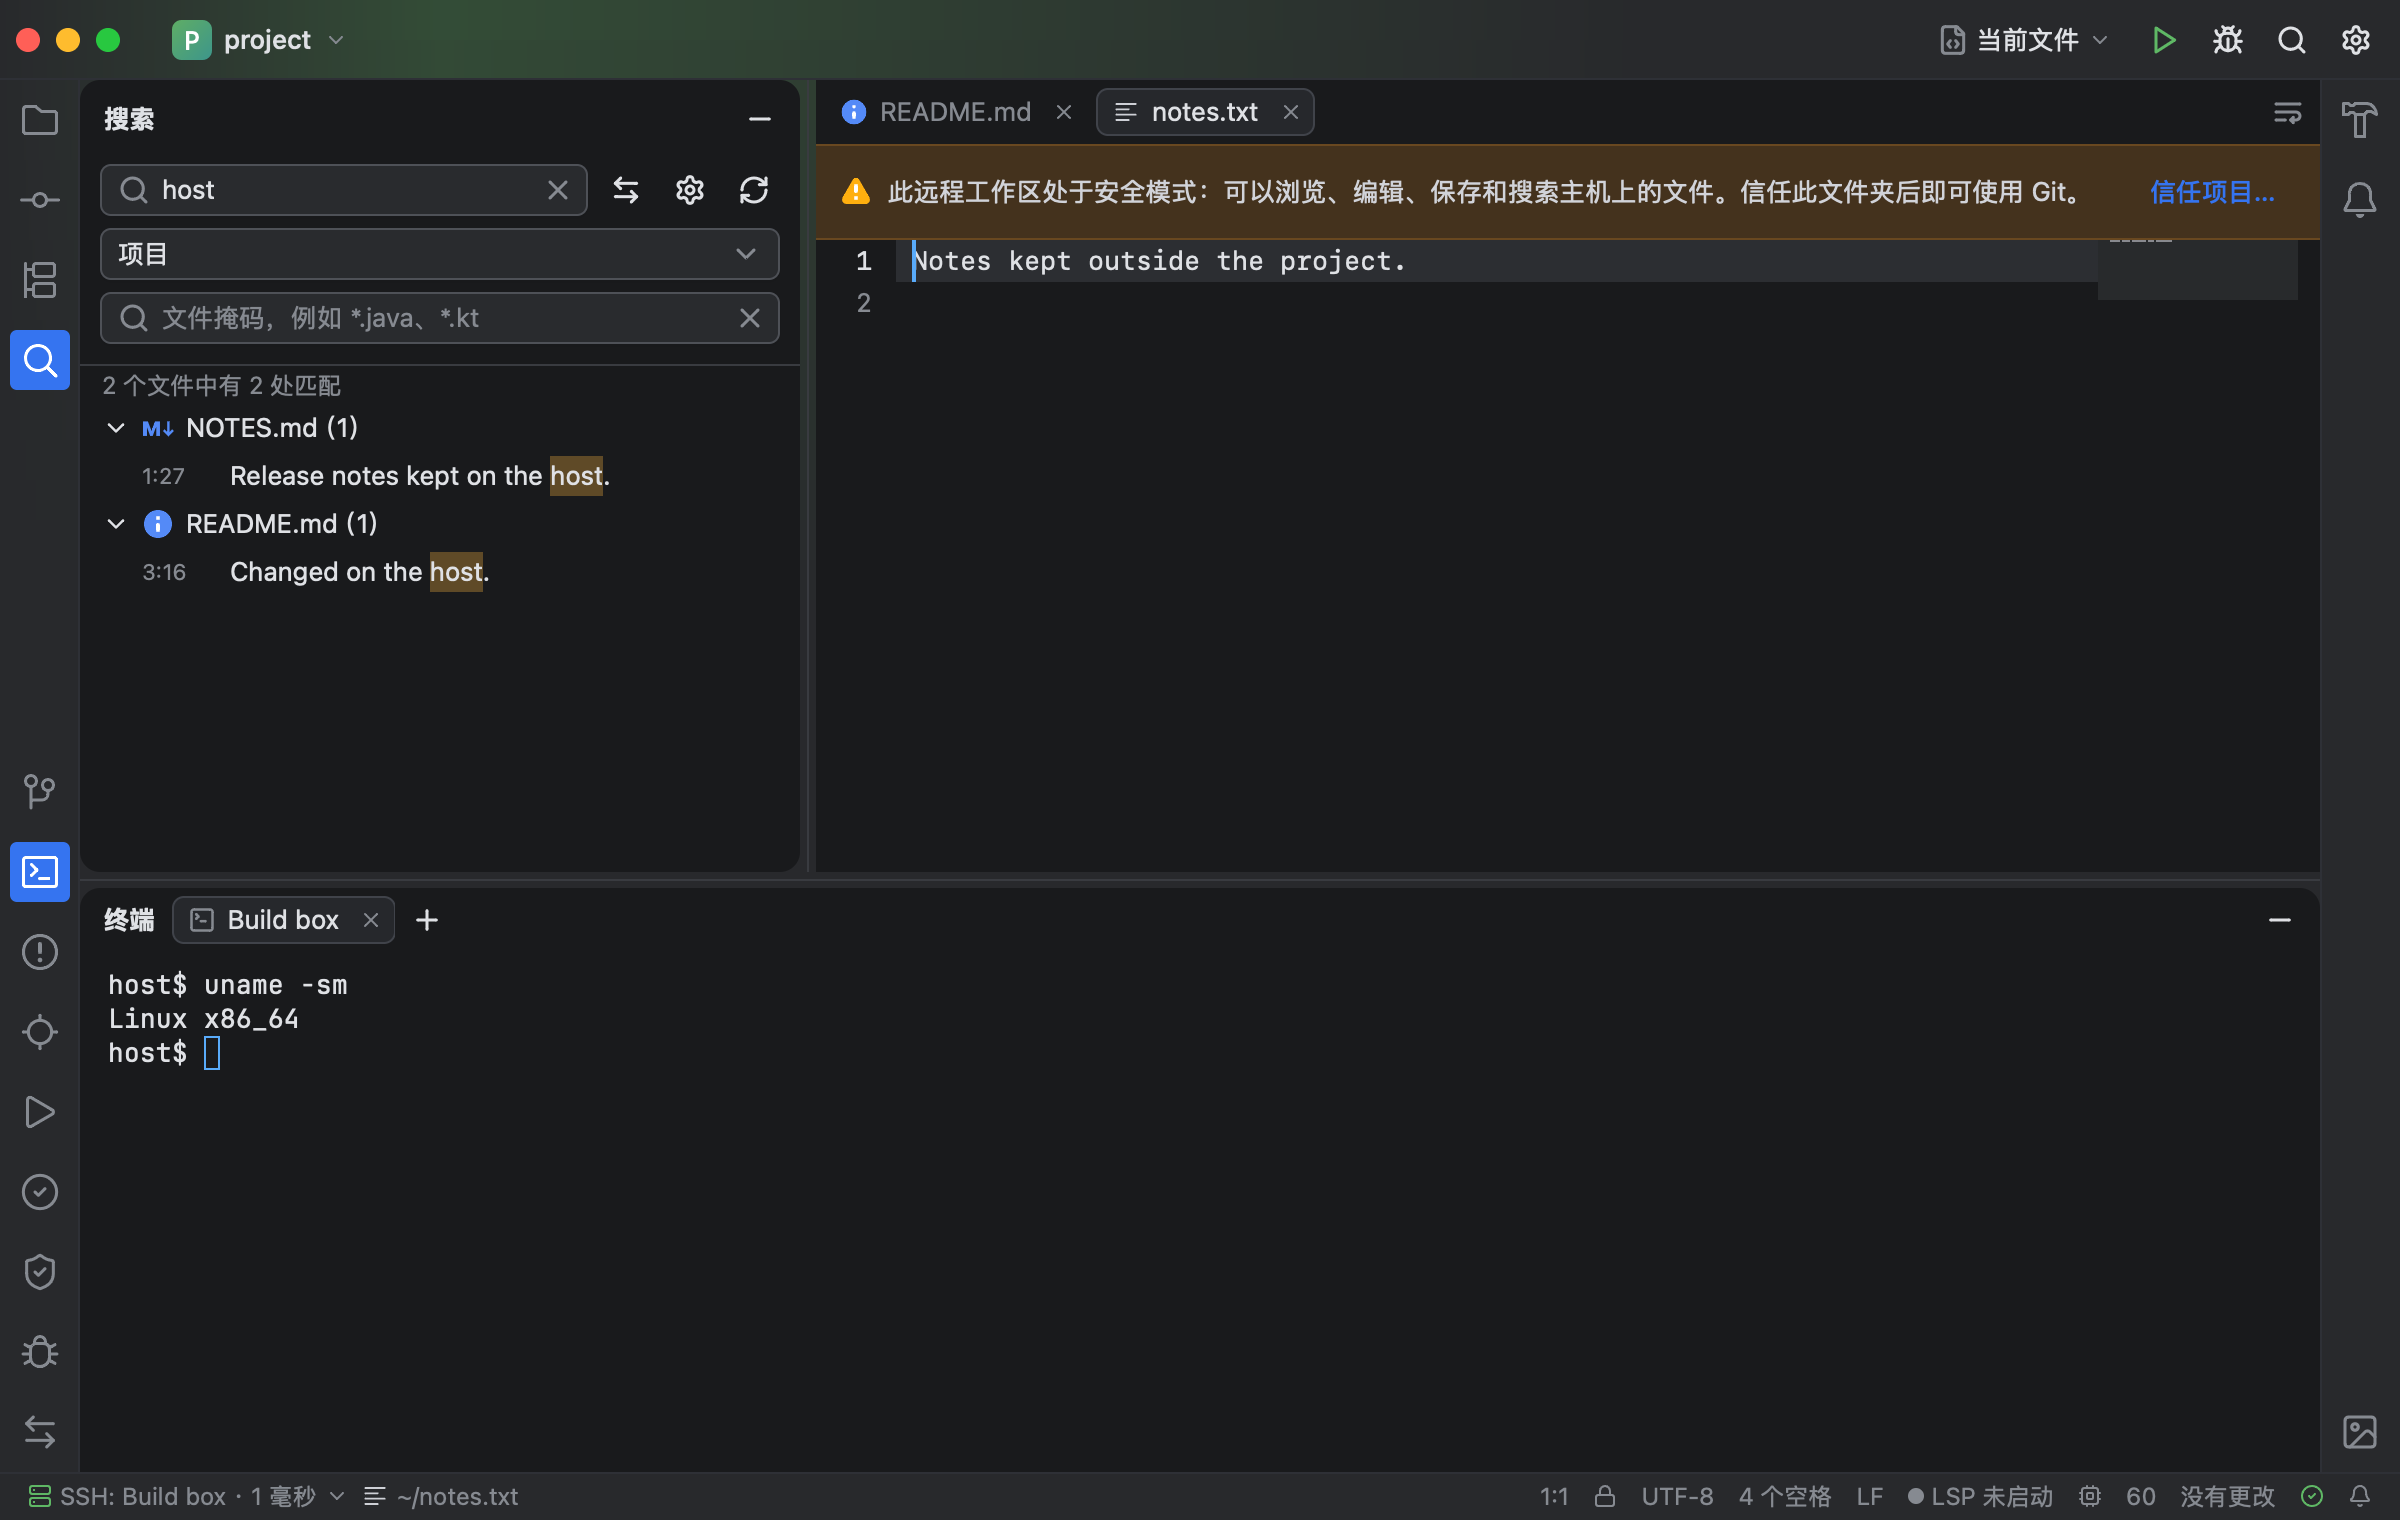 P project
当前文件
搜索
host
项目
文件掩码，例如 *.java、*.kt
2 个文件中有 2 处匹配
M↓ NOTES.md (1)
1:27 Release notes kept on the host.
README.md (1)
3:16 Changed on the host.
README.md
notes.txt
此远程工作区处于安全模式：可以浏览、编辑、保存和搜索主机上的文件。信任此文件夹后即可使用 Git。 信任项目...
1 Notes kept outside the project.
2
终端 Build box
host$ uname -sm
Linux x86_64
host$
SSH: Build box · 1 毫秒 ~/notes.txt
1:1 UTF-8 4 个空格 LF LSP 未启动 60 没有更改